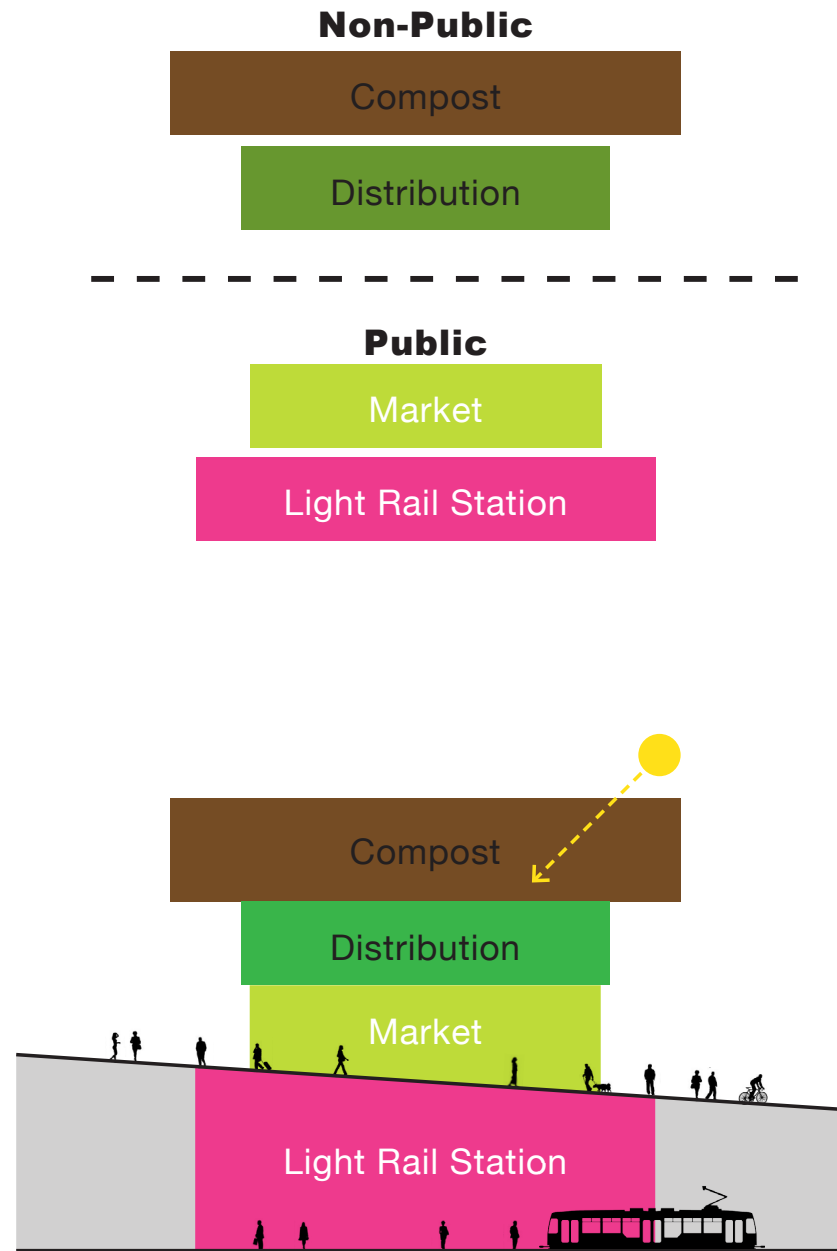 Non-Public
Compost
Distribution
Public
Market
Light Rail Station
Compost
Distribution
Market
Light Rail Station